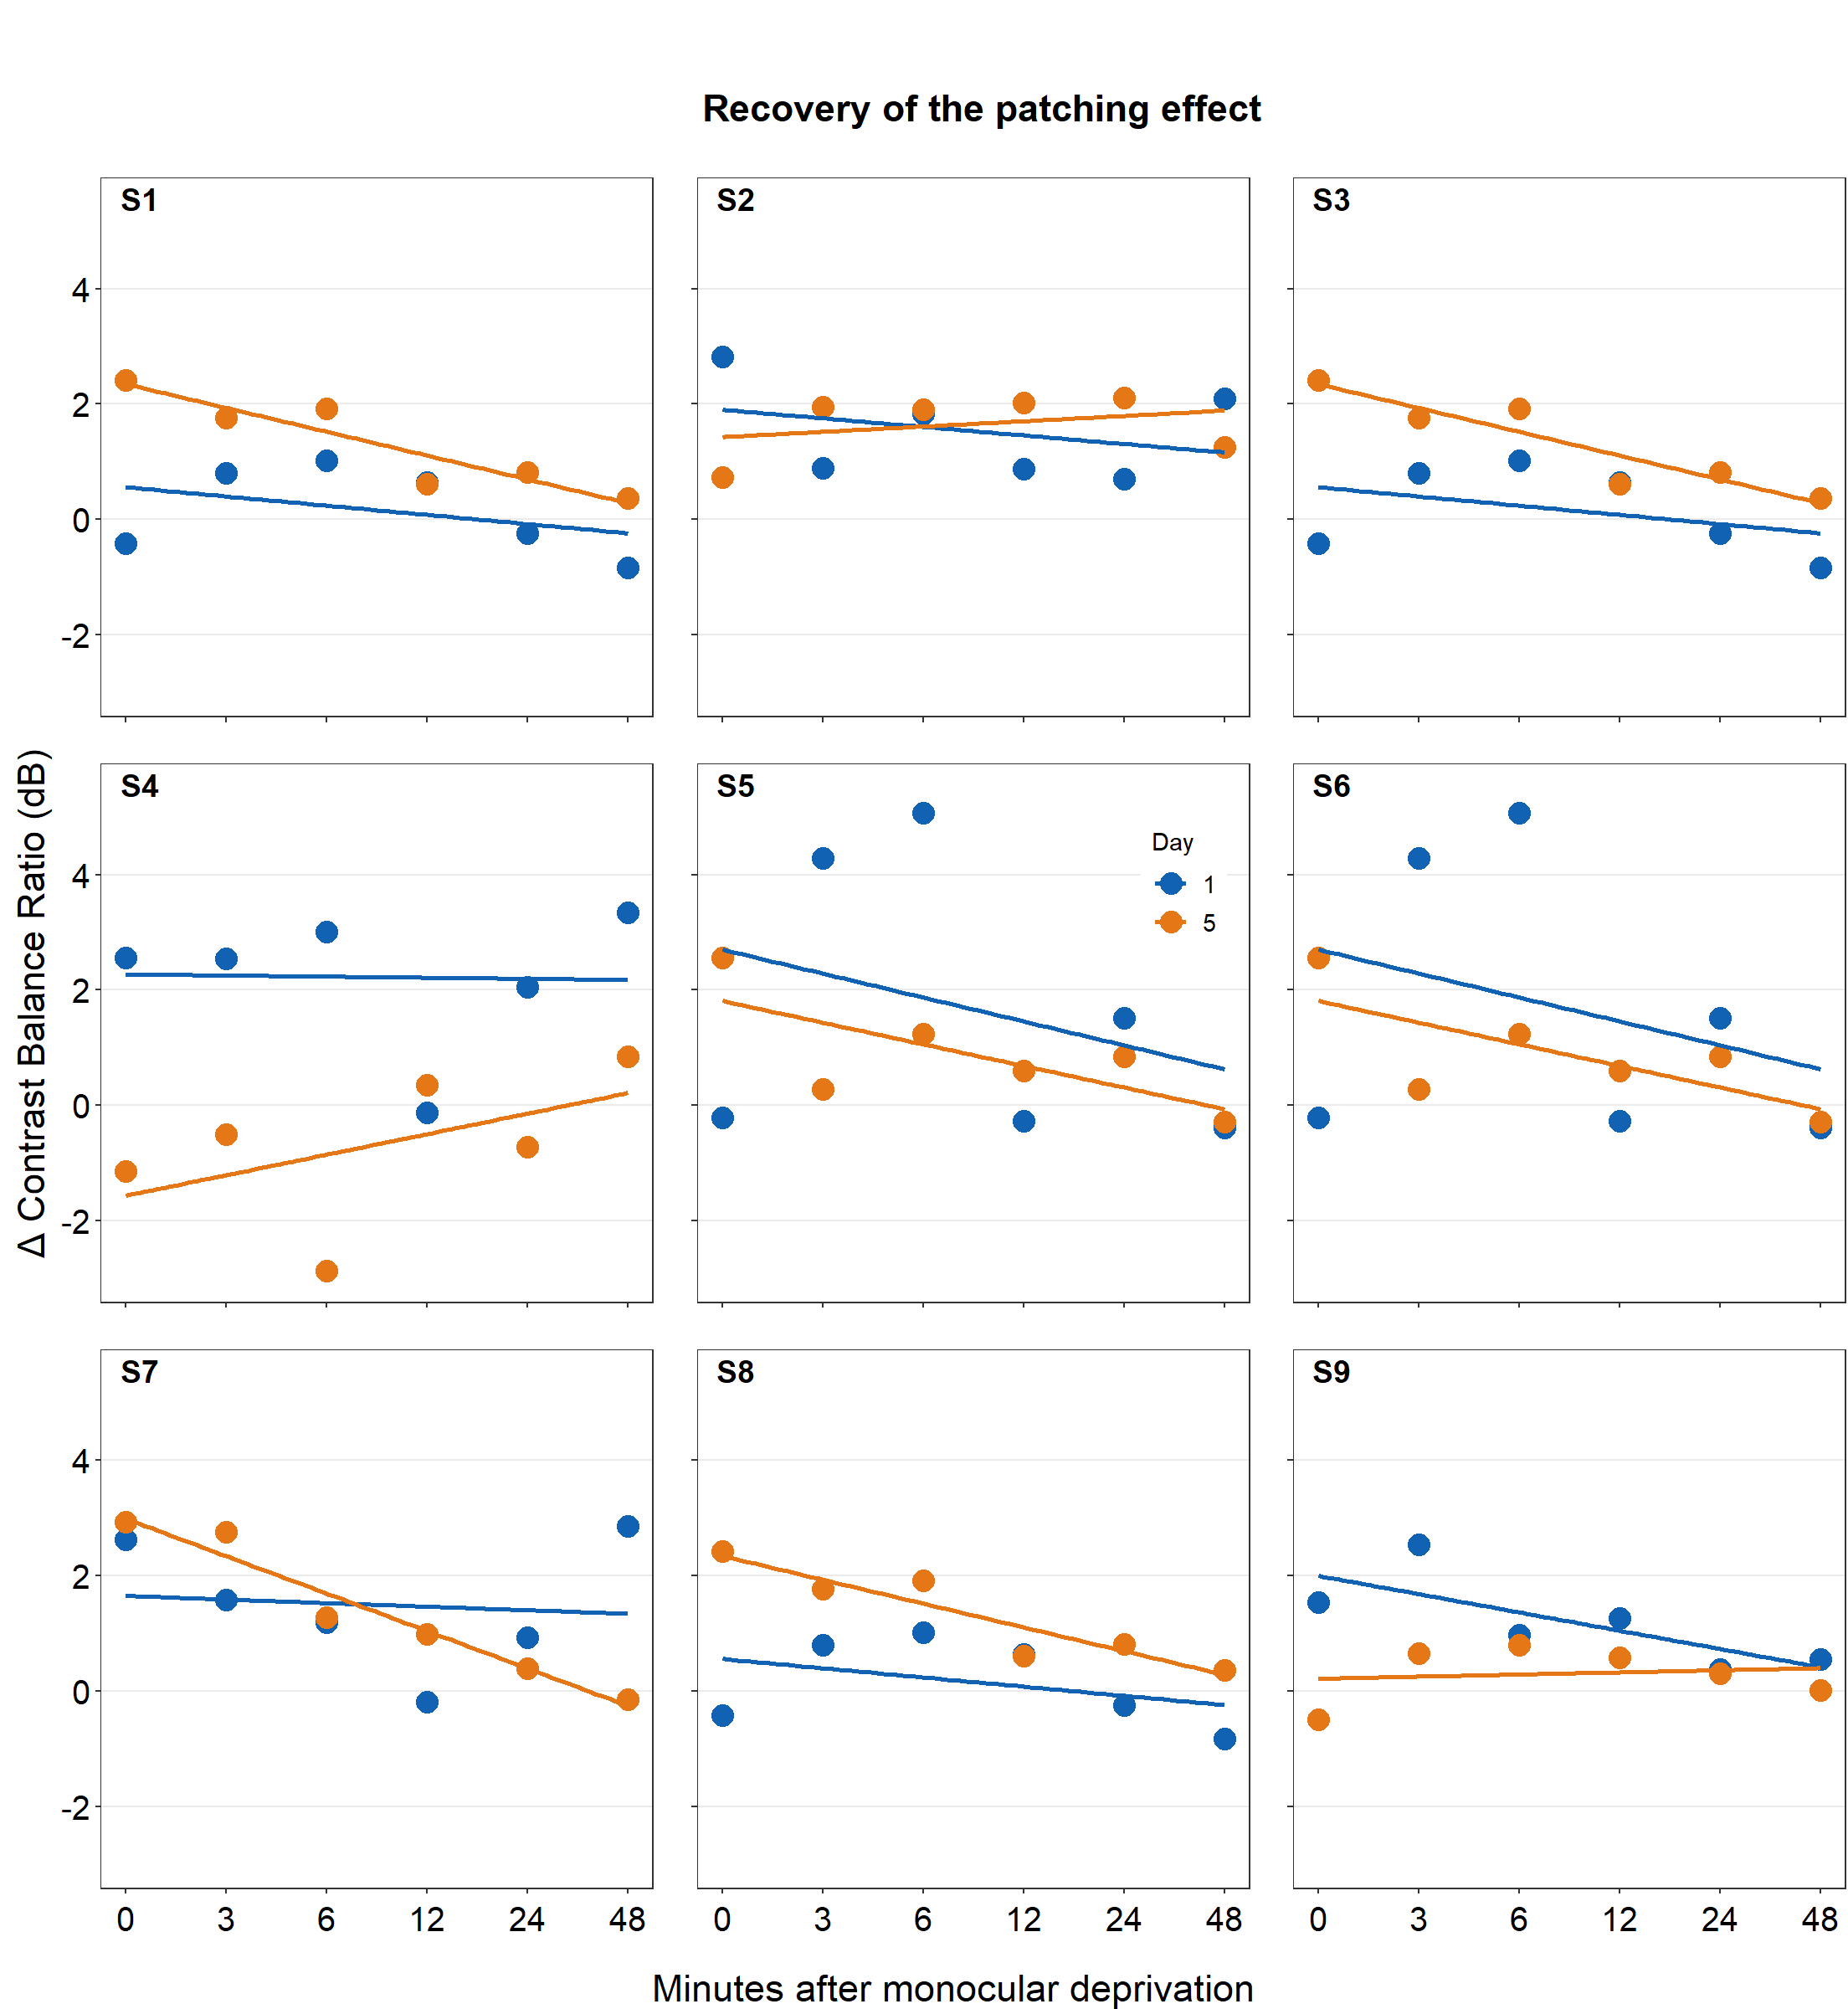 Recovery of the patching effect
S1
S2
S3
4
2
0
-2
Δ Contrast Balance Ratio (dB)
S4
S5
S6
Day
1
5
4
2
0
-2
S7
S8
S9
4
2
0
-2
0 3 6 12 24 48
0 3 6 12 24 48
0 3 6 12 24 48
Minutes after monocular deprivation